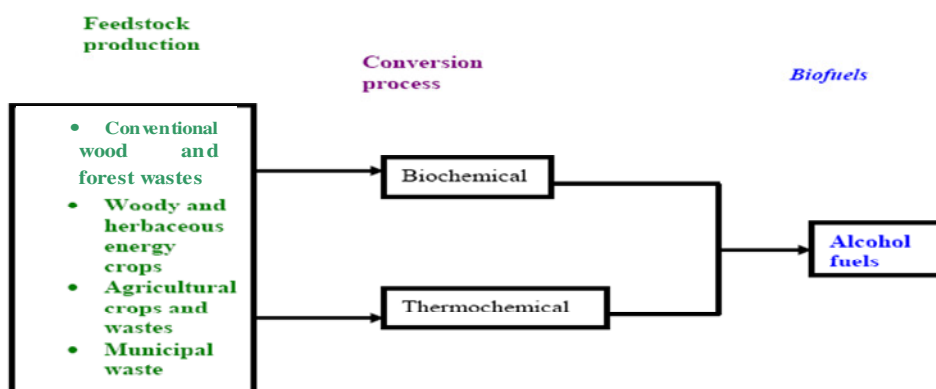 Feedstock
production
Conversion
process
Biofuels
• Conventional
wood and
forest wastes
• Woody and
herbaceous
energy
crops
• Agricultural
crops and
wastes
• Municipal
waste
Biochemical
Thermochemical
Alcohol
fuels